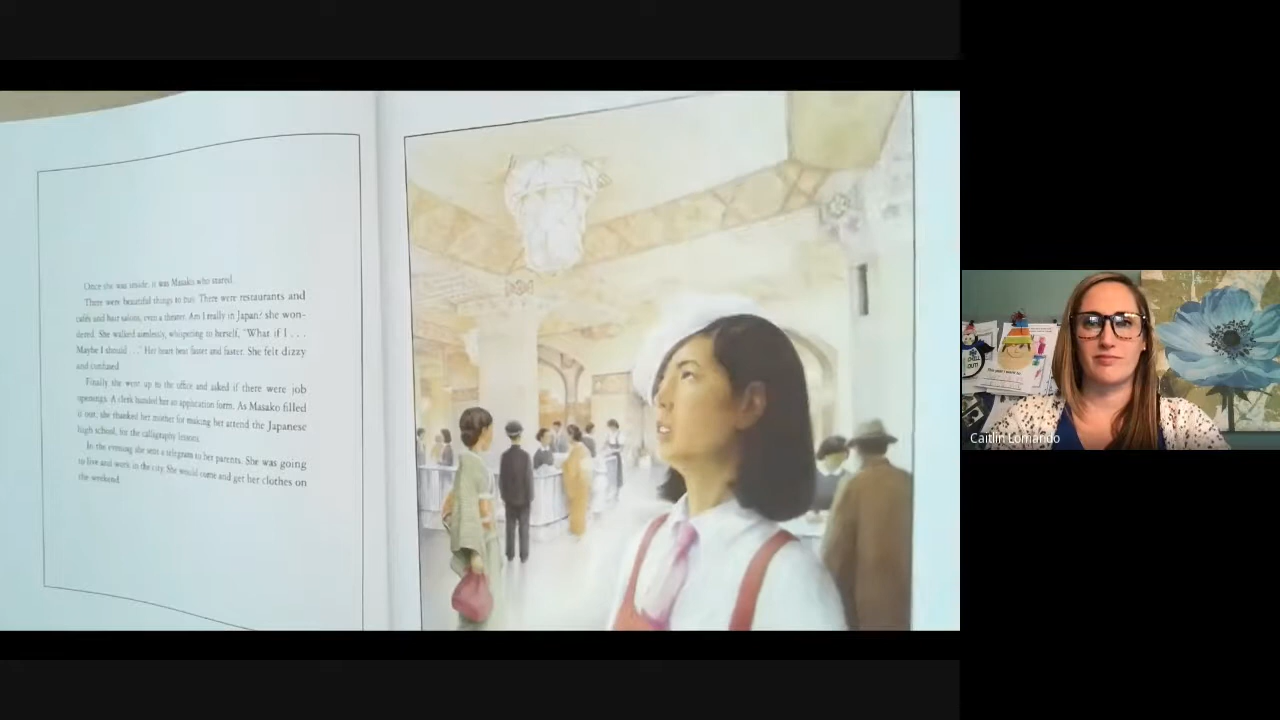 Once she was inside, it was Masako who stared.
There were beautiful things to buy. There were restaurants and
cafés and hair salons, even a theater. Am I really in Japan? she won-
dered. She walked aimlessly, whispering to herself, "What if I . . .
Maybe I should . . ." Her heart beat faster and faster. She felt dizzy
and confused.
Finally she went up to the office and asked if there were job
openings. A clerk handed her an application form. As Masako filled
it out, she thanked her mother for making her attend the Japanese
high school, for the calligraphy lessons.
In the evening she sent a telegram to her parents. She was going
to live and work in the city. She would come and get her clothes on
the weekend.
Caitlin Lomando